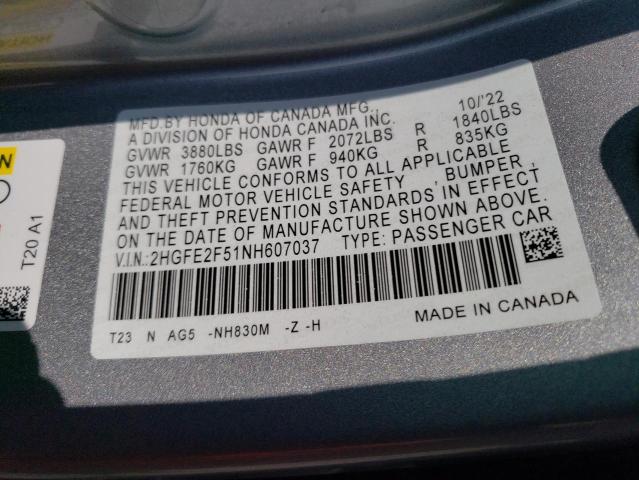 MFD.BY HONDA OF CANADA MFG., 10/'22
A DIVISION OF HONDA CANADA INC.
GVWR 3880LBS GAWR F 2072LBS R 1840LBS
GVWR 1760KG GAWR F 940KG R 835KG
THIS VEHICLE CONFORMS TO ALL APPLICABLE
FEDERAL MOTOR VEHICLE SAFETY, BUMPER,
AND THEFT PREVENTION STANDARDS IN EFFECT
ON THE DATE OF MANUFACTURE SHOWN ABOVE.
V.I.N.:2HGFE2F51NH607037 TYPE: PASSENGER CAR
T23 N AG5 -NH830M -Z -H MADE IN CANADA
T20 A1